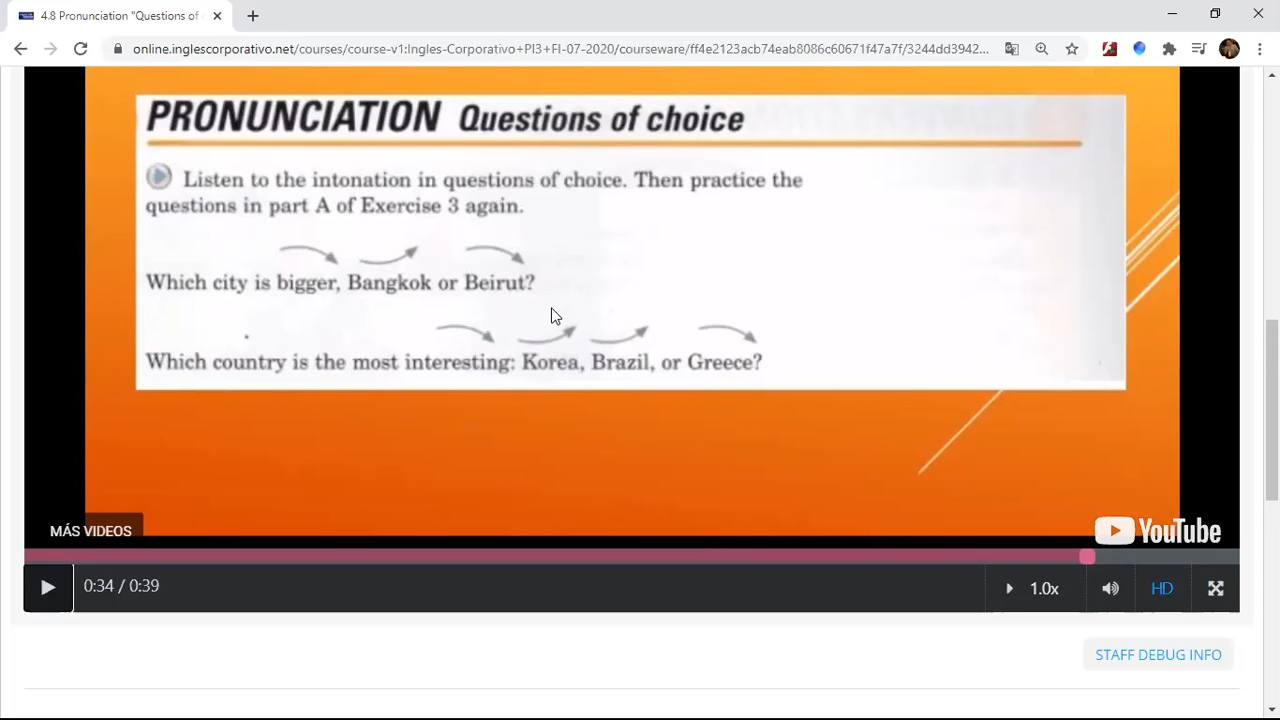 4.8 Pronunciation "Questions of
online.inglescorporativo.net/courses/course-v1:Ingles-Corporativo+PI3+FI-07-2020/courseware/ff4e2123acb74eab8086c60671f47a7f/3244dd3942...
PRONUNCIATION Questions of choice
Listen to the intonation in questions of choice. Then practice the
questions in part A of Exercise 3 again.
Which city is bigger, Bangkok or Beirut?
Which country is the most interesting: Korea, Brazil, or Greece?
MÁS VIDEOS
YouTube
0:34 / 0:39
1.0x
HD
STAFF DEBUG INFO